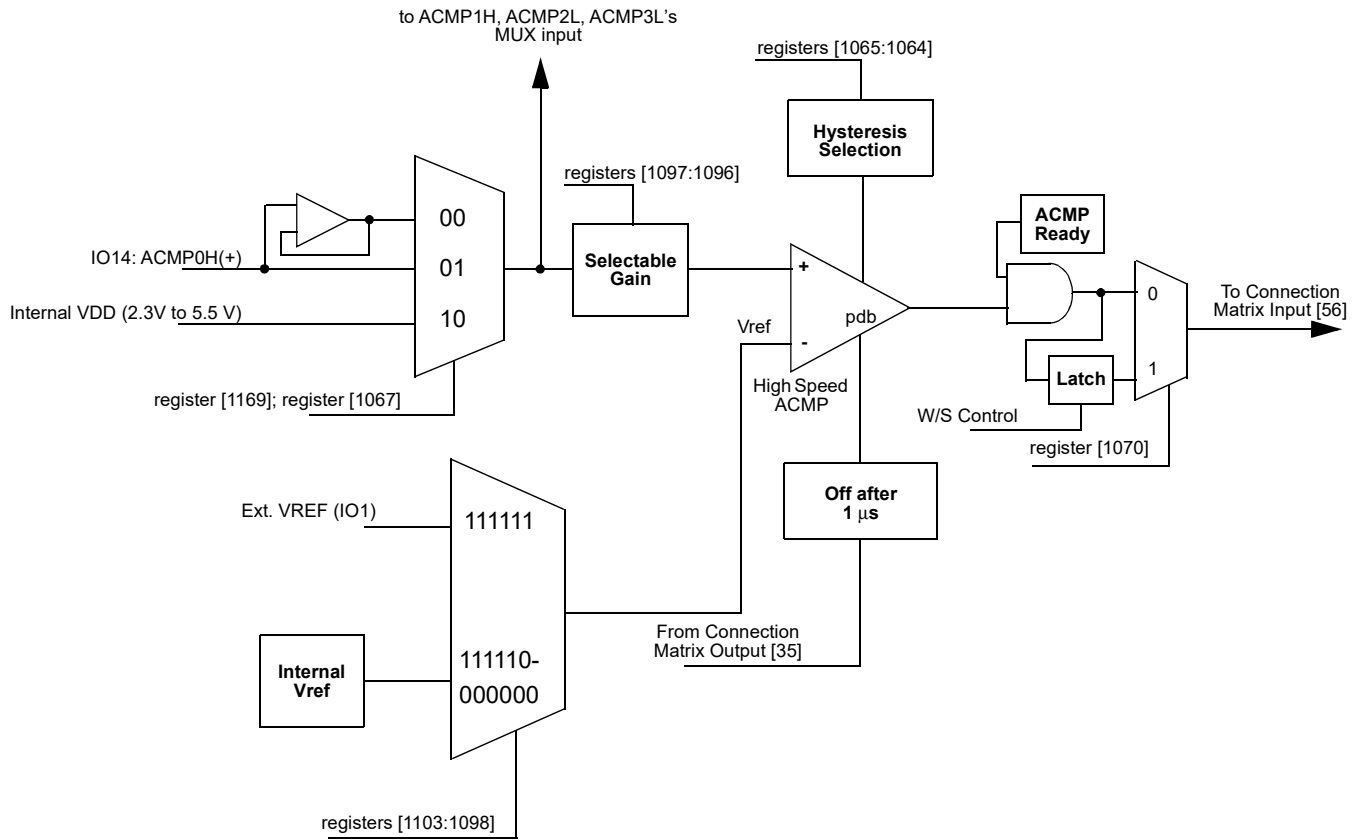 to ACMP1H, ACMP2L, ACMP3L's
MUX input
registers [1065:1064]
Hysteresis
Selection
registers [1097:1096]
00
01
10
IO14: ACMP0H(+)
Internal VDD (2.3V to 5.5 V)
register [1169]; register [1067]
Selectable
Gain
+
-
pdb
Vref
High Speed
ACMP
ACMP
Ready
0
1
Latch
To Connection
Matrix Input [56]
W/S Control
register [1070]
Off after
1 μs
From Connection
Matrix Output [35]
Ext. VREF (IO1)
111111
111110-
000000
Internal
Vref
registers [1103:1098]